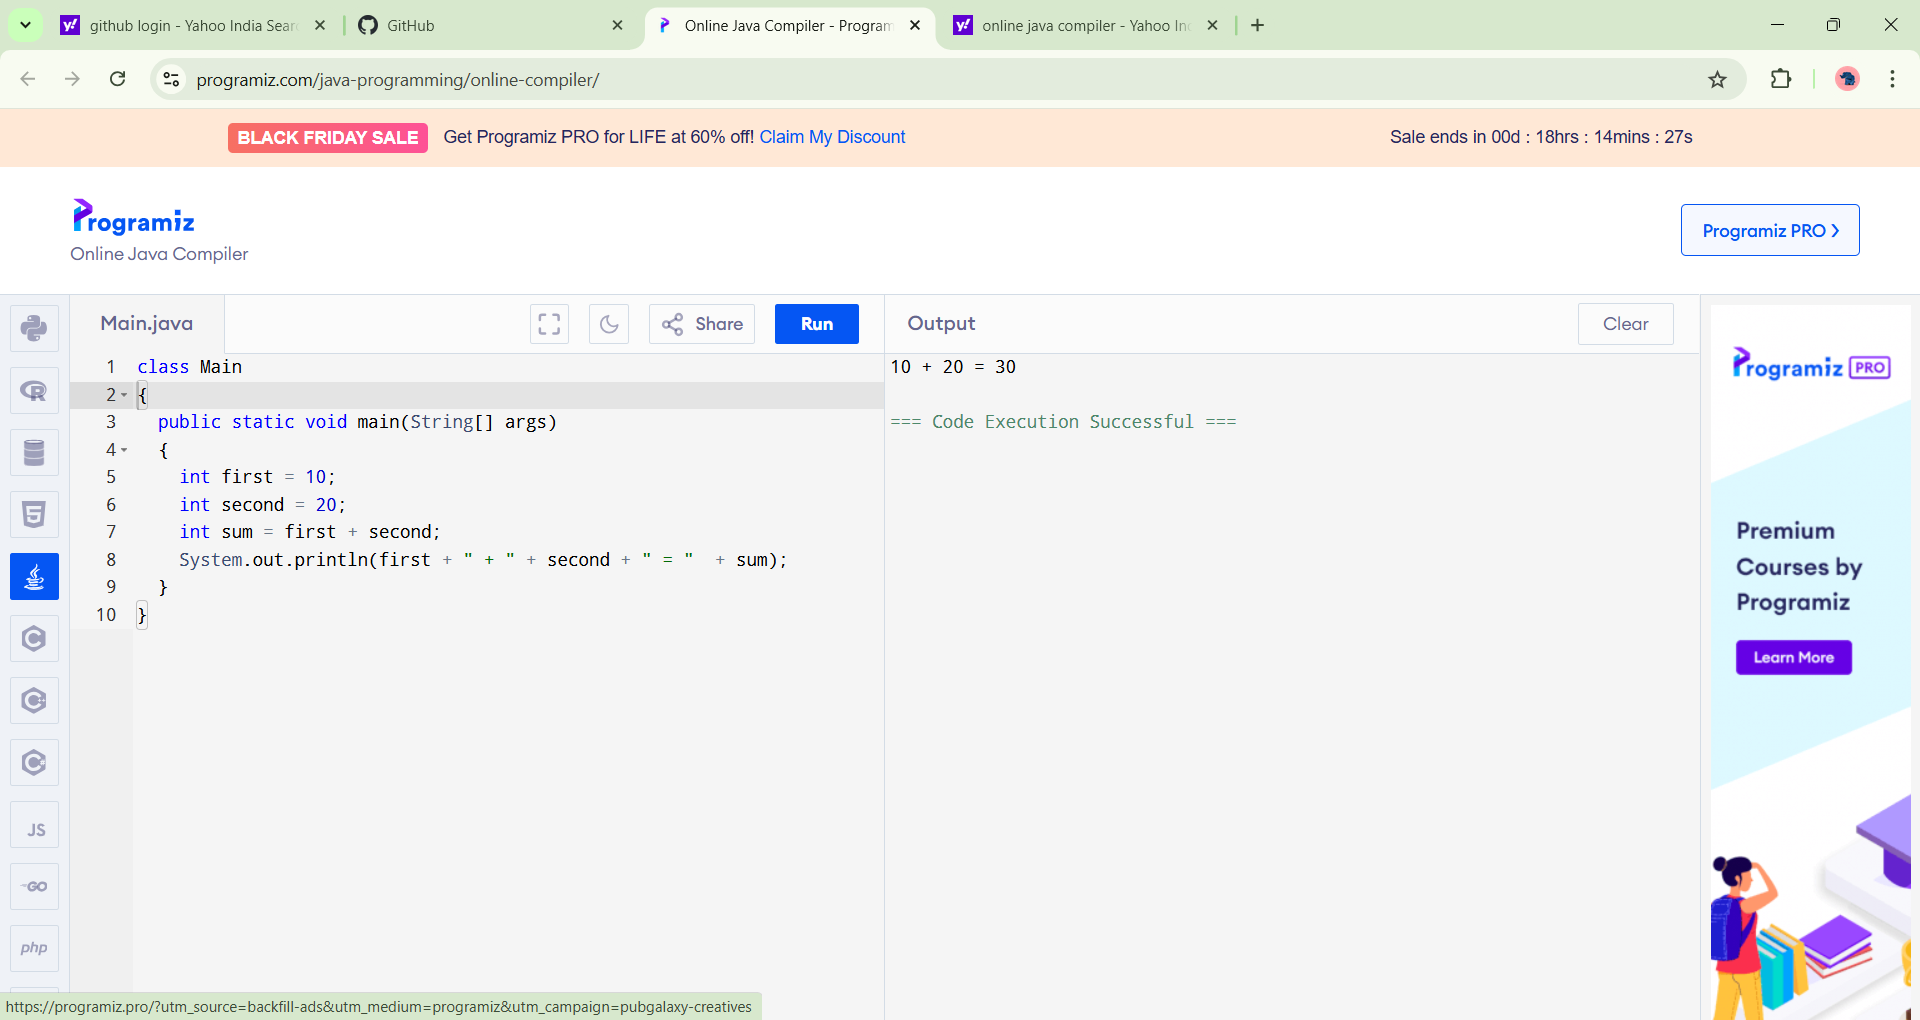 github login - Yahoo India Sear
GitHub
Online Java Compiler - Program
online java compiler - Yahoo In
programiz.com/java-programming/online-compiler/
BLACK FRIDAY SALE Get Programiz PRO for LIFE at 60% off! Claim My Discount
Sale ends in 00d : 18hrs : 14mins : 27s
Programiz
Online Java Compiler
Programiz PRO
Main.java
Share
Run
Output
Clear
1 class Main
2 {
3 public static void main(String[] args)
4 {
5 int first = 10;
6 int second = 20;
7 int sum = first + second;
8 System.out.println(first + " + " + second + " = "  + sum);
9 }
10 }
10 + 20 = 30
=== Code Execution Successful ===
Programiz PRO
Premium
Courses by
Programiz
Learn More
JS
GO
php
https://programiz.pro/?utm_source=backfill-ads&utm_medium=programiz&utm_campaign=pubgalaxy-creatives